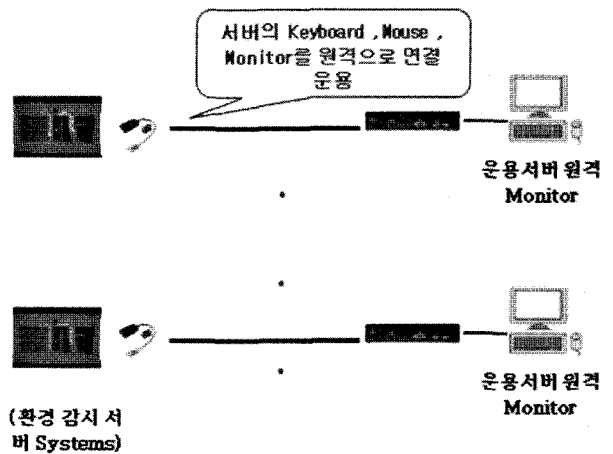 서버의 Keyboard ,Mouse ,
Monitor를 원격으로 연결
운용
운용서버 원격
Monitor
운용서버 원격
Monitor
(환경 감시 서
버 Systems)